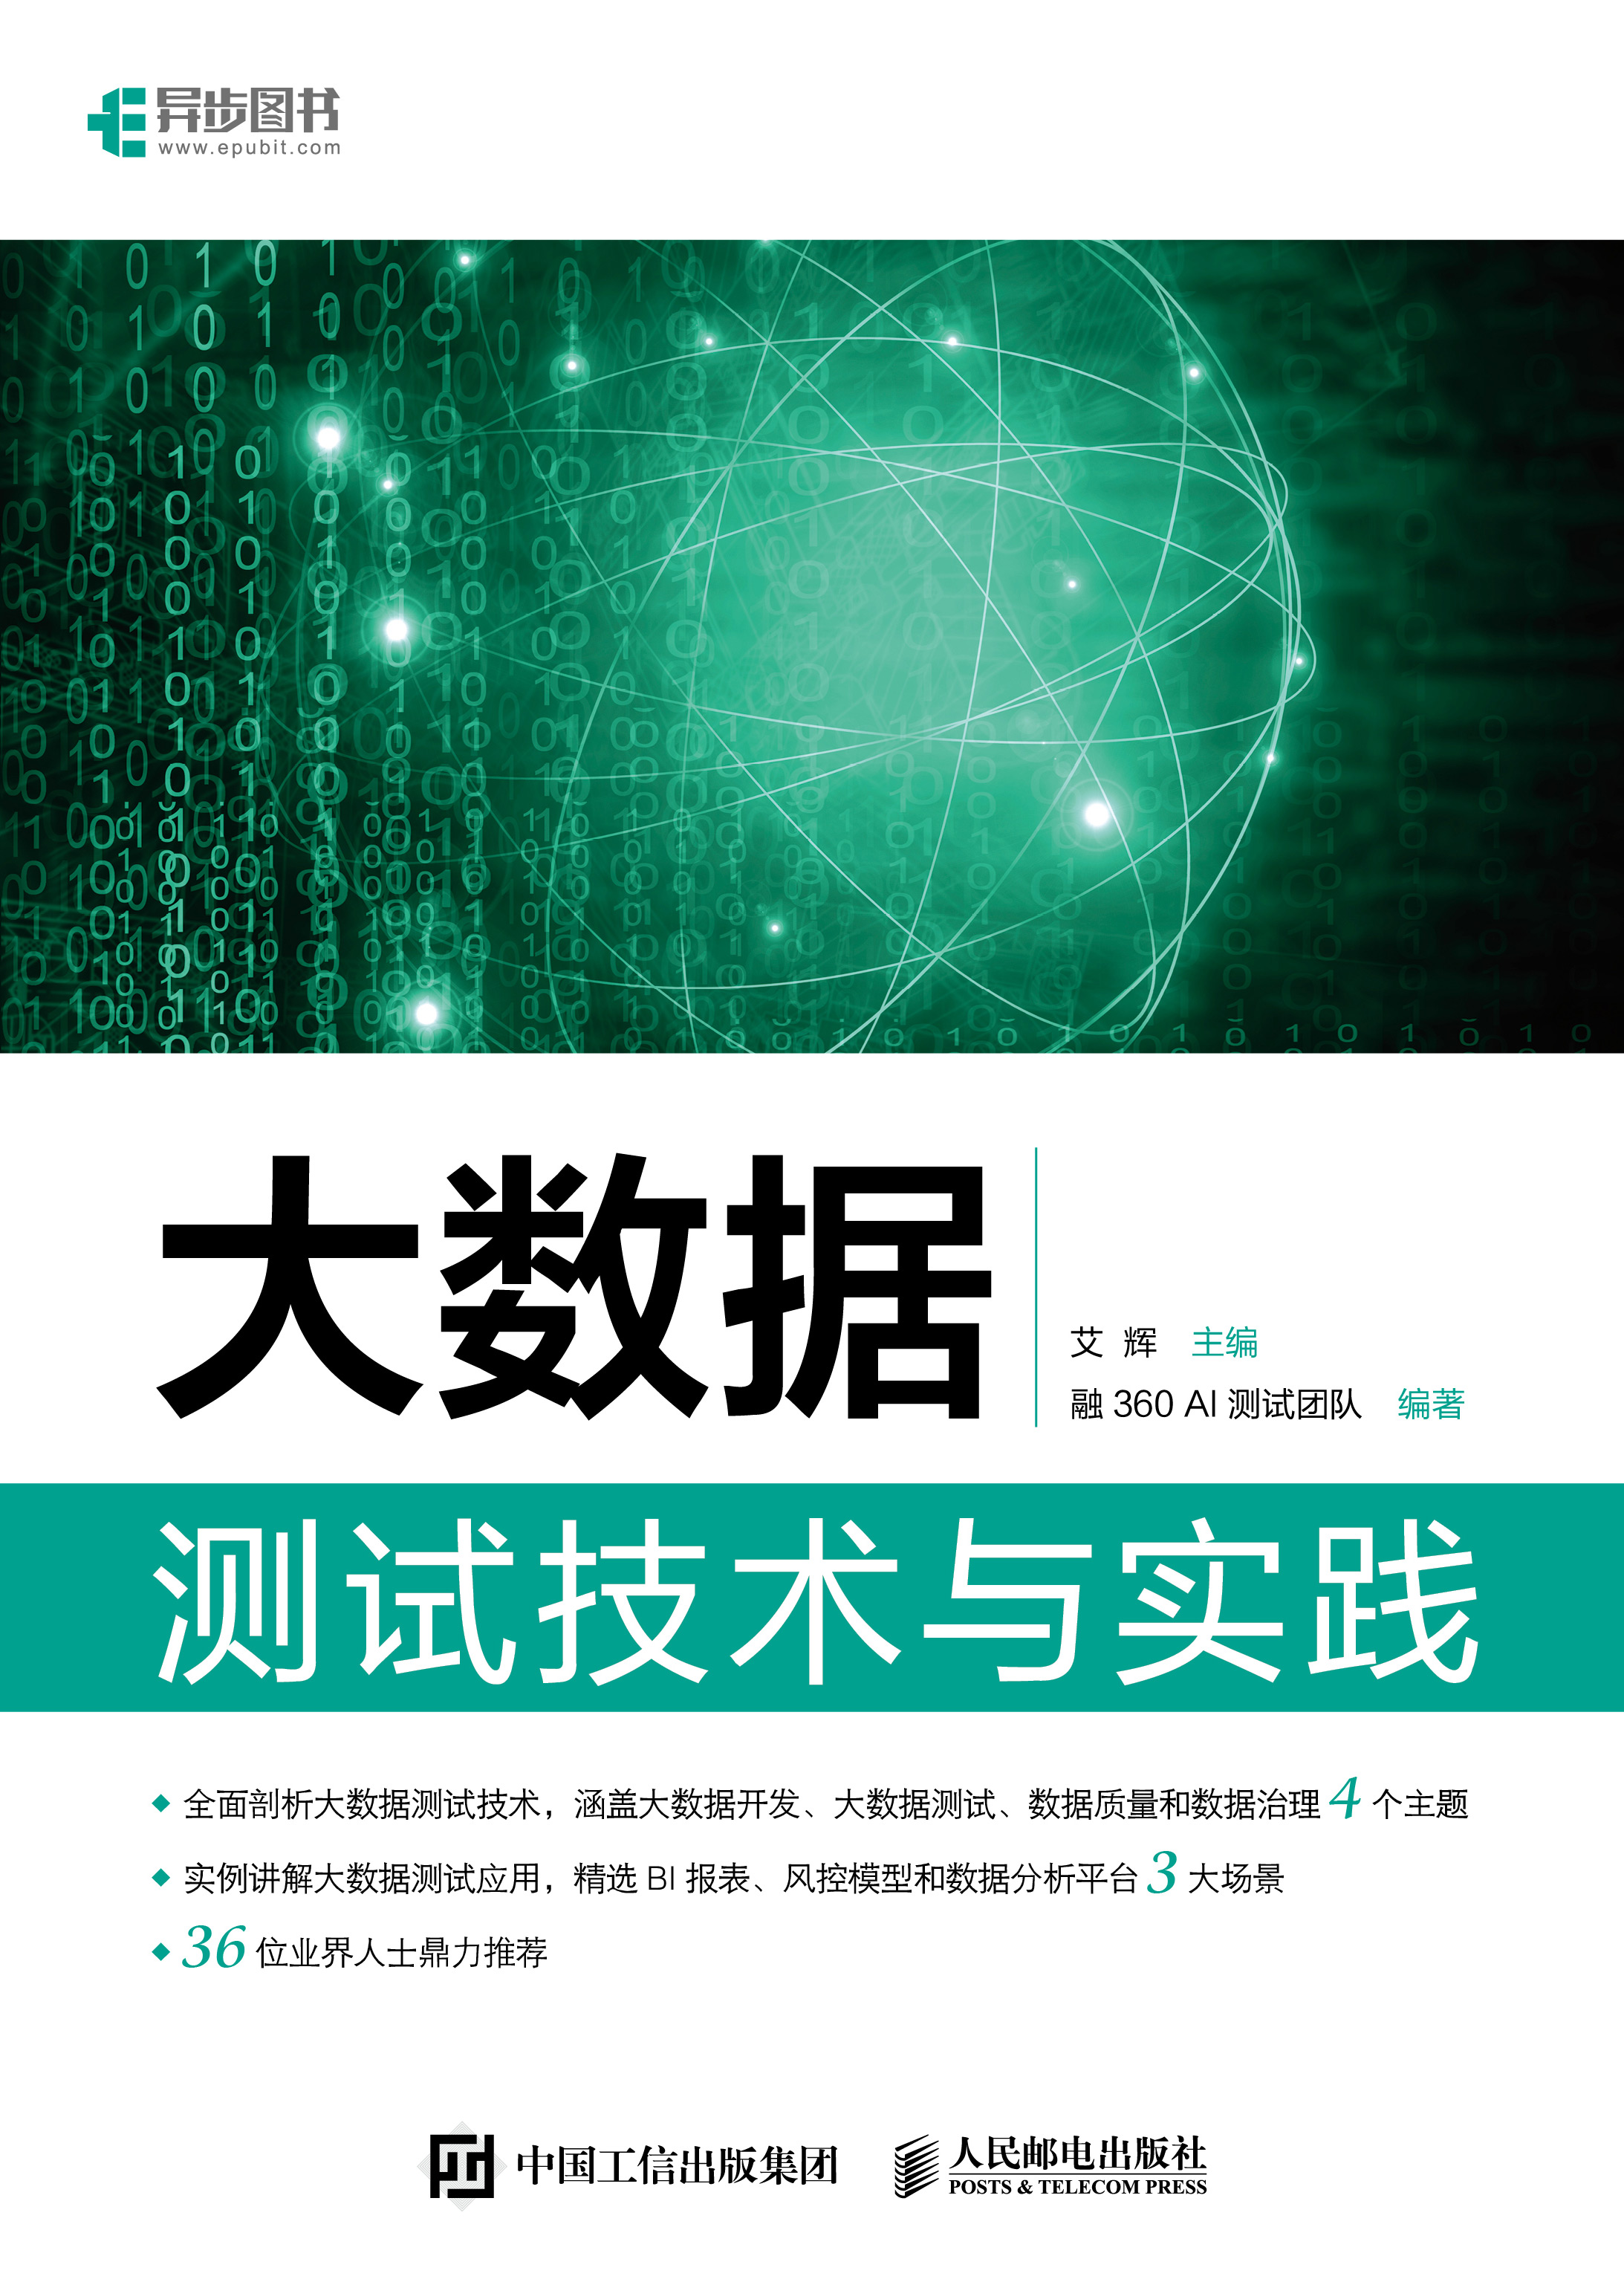 异步图书
www.epubit.com
大数据
艾 辉 主编
融 360 AI 测试团队 编著
测试技术与实践
◆ 全面剖析大数据测试技术，涵盖大数据开发、大数据测试、数据质量和数据治理 4 个主题
◆ 实例讲解大数据测试应用，精选 BI 报表、风控模型和数据分析平台 3 大场景
◆ 36 位业界人士鼎力推荐
中国工信出版集团
人民邮电出版社
POSTS & TELECOM PRESS